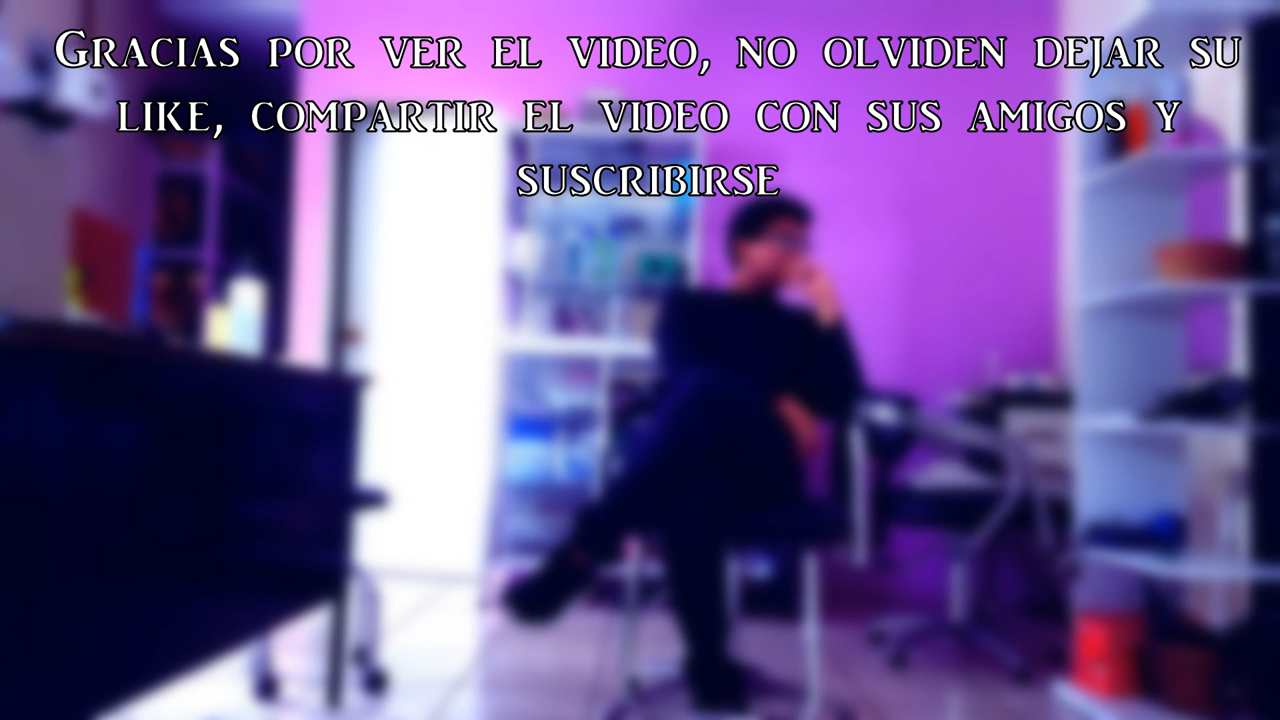 Gracias por ver el video, no olviden dejar su
like, compartir el video con sus amigos y
suscribirse